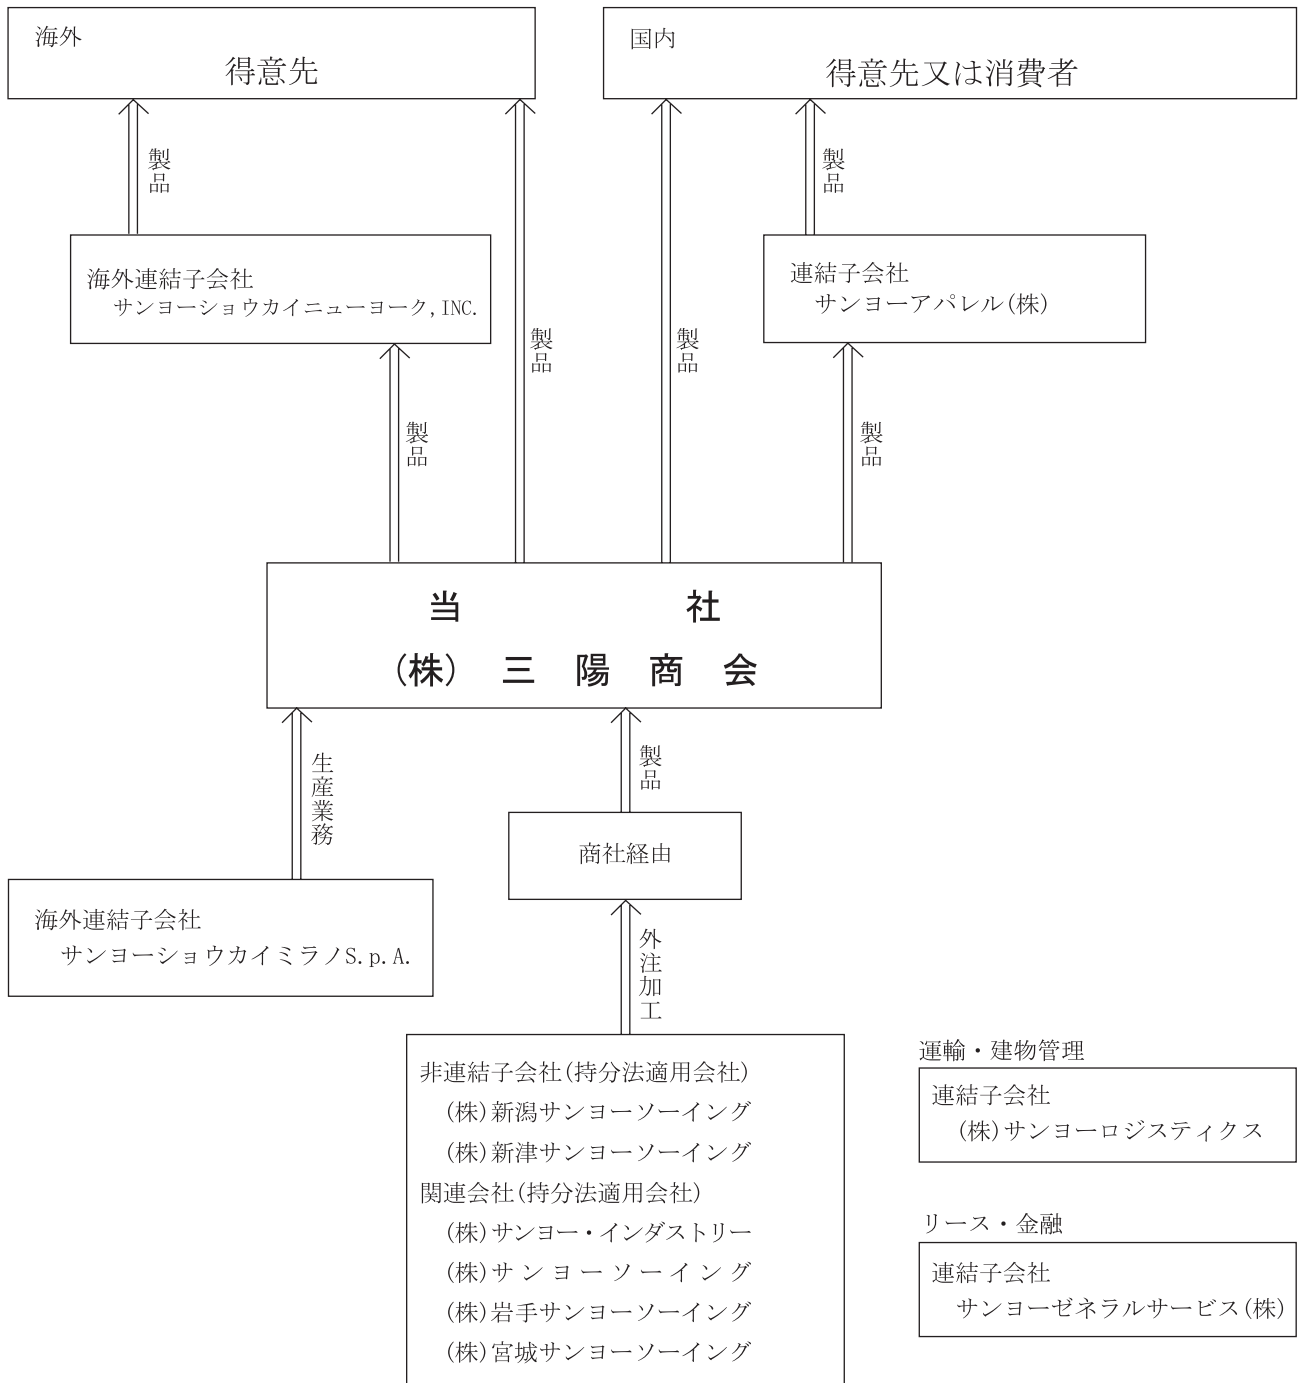 海外
得意先
国内
得意先又は消費者
製品
製品
海外連結子会社
サンヨーショウカイニューヨーク,INC.
連結子会社
サンヨーアパレル(株)
製品
製品
製品
製品
当 社
(株) 三 陽 商 会
生産業務
製品
商社経由
海外連結子会社
サンヨーショウカイミラノS.p.A.
外注加工
非連結子会社(持分法適用会社)
(株)新潟サンヨーソーイング
(株)新津サンヨーソーイング
関連会社(持分法適用会社)
(株)サンヨー・インダストリー
(株)サンヨーソーイング
(株)岩手サンヨーソーイング
(株)宮城サンヨーソーイング
運輸・建物管理
連結子会社
(株)サンヨーロジスティクス
リース・金融
連結子会社
サンヨーゼネラルサービス(株)